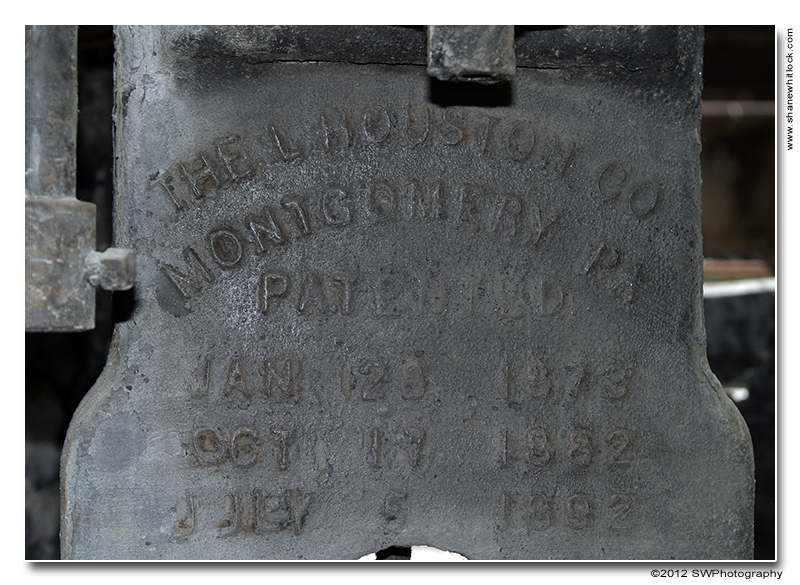 THE L HOUSTON CO
MONTGOMERY PA
PATENTED
JAN 28 1873
OCT 17 1882
JULY 5 1892
www.shanewhitlock.com
©2012 SWPhotography